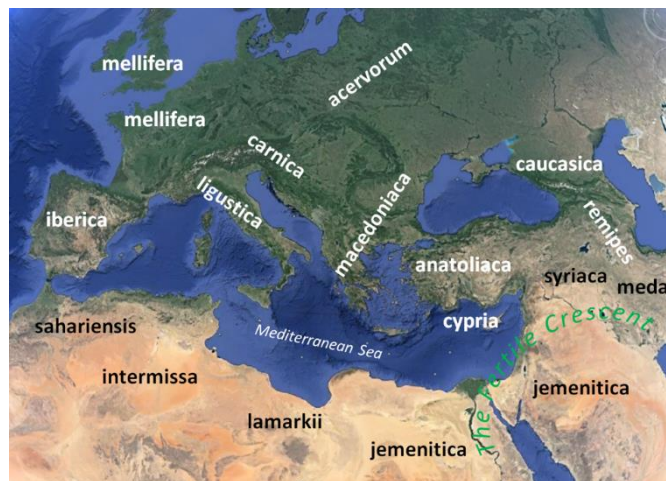 mellifera
acervorum
mellifera
carnica
caucasica
ligustica
iberica
macedoniaca
remipes
anatoliaca
syriaca
meda
sahariensis
cypria
Mediterranean Sea
The Fertile Crescent
intermissa
jemenitica
lamarkii
jemenitica